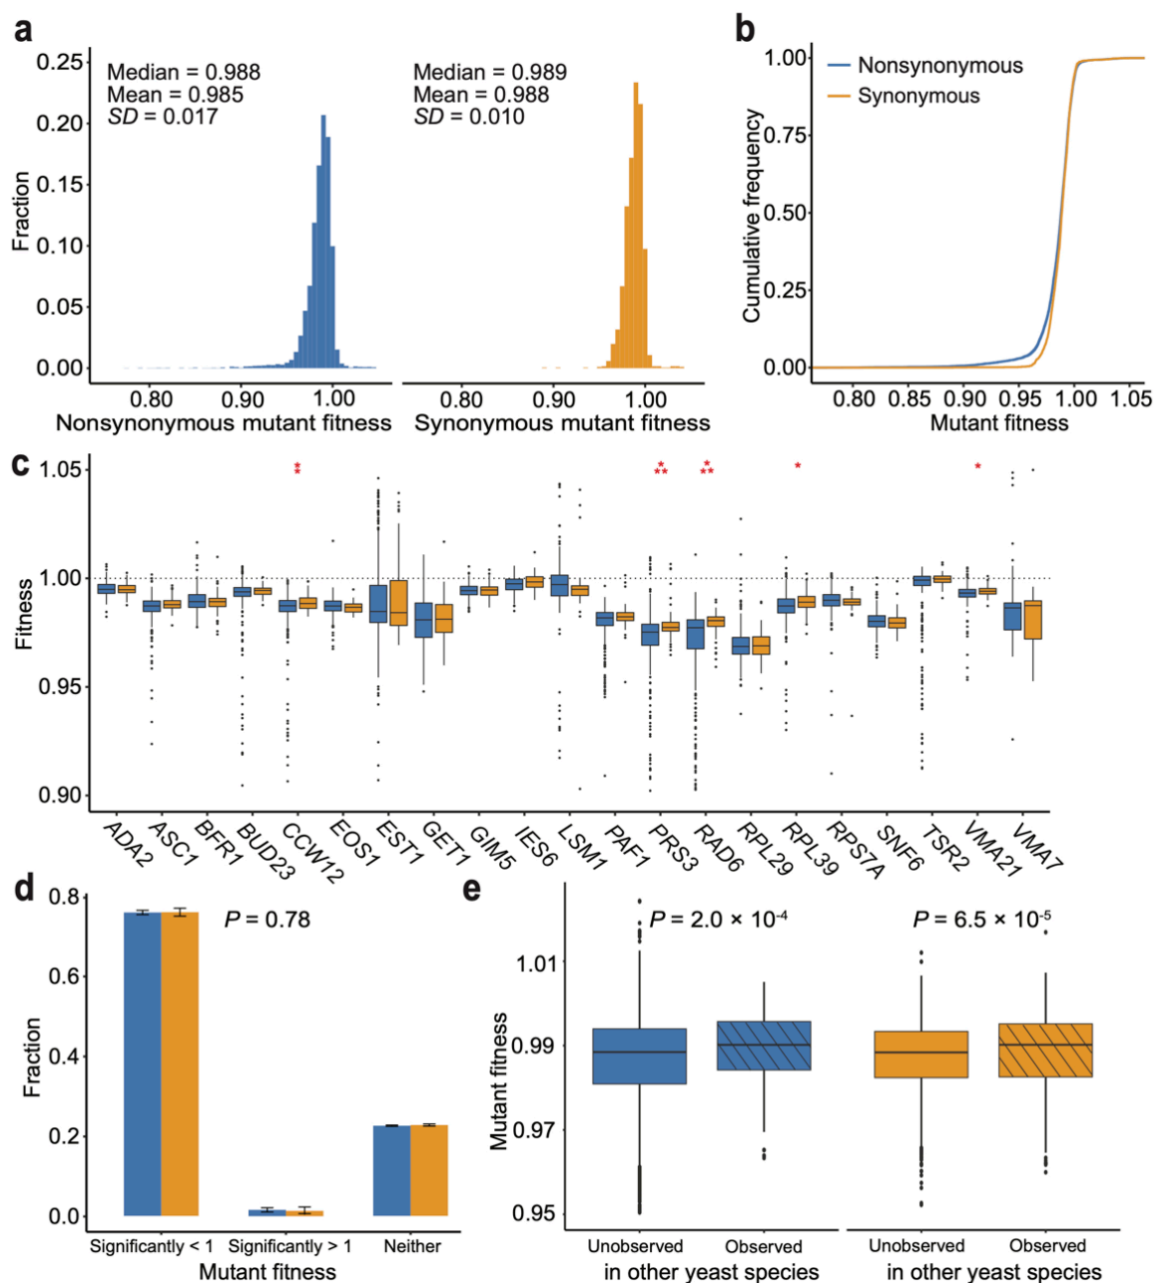 a
0.25
0.20
0.15
0.10
0.05
0.00
Fraction
Median = 0.988
Mean = 0.985
SD = 0.017
0.80 0.90 1.00
Nonsynonymous mutant fitness
Median = 0.989
Mean = 0.988
SD = 0.010
0.80 0.90 1.00
Synonymous mutant fitness
b
1.00
0.75
0.50
0.25
0.00
Cumulative frequency
Nonsynonymous
Synonymous
0.80 0.85 0.90 0.95 1.00 1.05
Mutant fitness
c
1.05
1.00
0.95
0.90
Fitness
** *** *** * *
ADA2
ASC1
BFR1
BUD23
CCW12
EOS1
EST1
GET1
GIM5
IES6
LSM1
PAF1
PRS3
RAD6
RPL29
RPL39
RPS7A
SNF6
TSR2
VMA21
VMA7
d
0.8
0.6
0.4
0.2
0.0
Fraction
P = 0.78
Significantly < 1 Significantly > 1 Neither
Mutant fitness
e
1.01
0.99
0.97
0.95
Mutant fitness
P = 2.0 × 10-4
P = 6.5 × 10-5
Unobserved Observed
in other yeast species
Unobserved Observed
in other yeast species